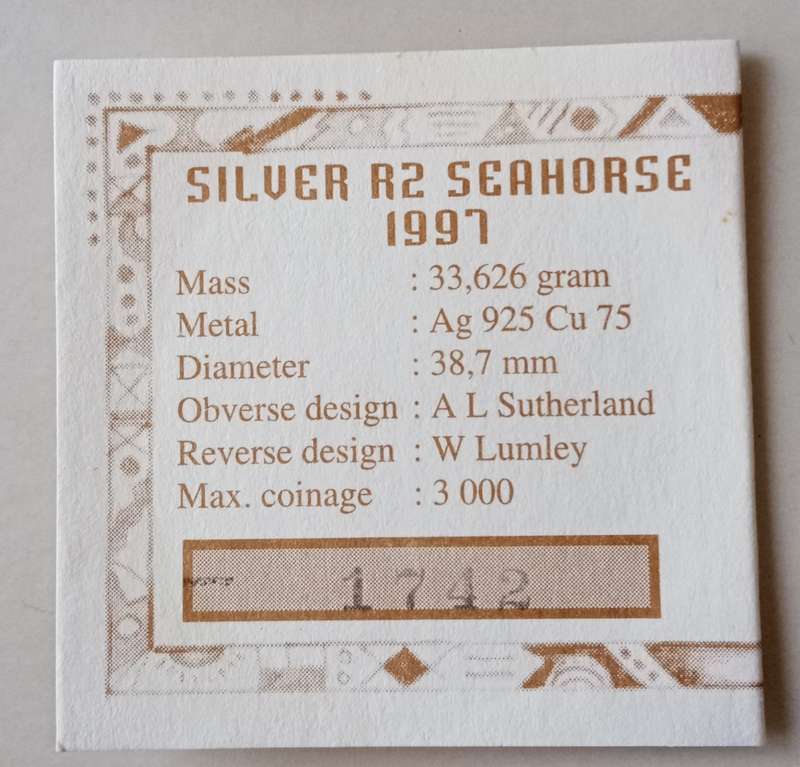 SILVER R2 SEAHORSE
1997
Mass : 33,626 gram
Metal : Ag 925 Cu 75
Diameter : 38,7 mm
Obverse design : A L Sutherland
Reverse design : W Lumley
Max. coinage : 3 000
1742